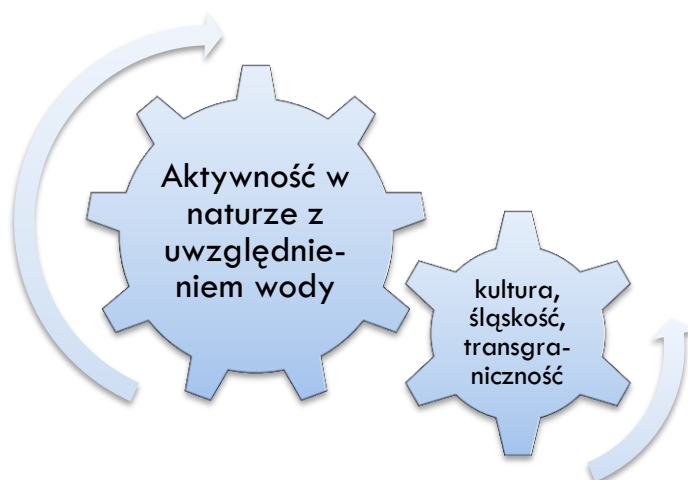 Aktywność w
naturze z
uwzględnie-
niem wody
kultura,
śląskość,
transgra-
niczność